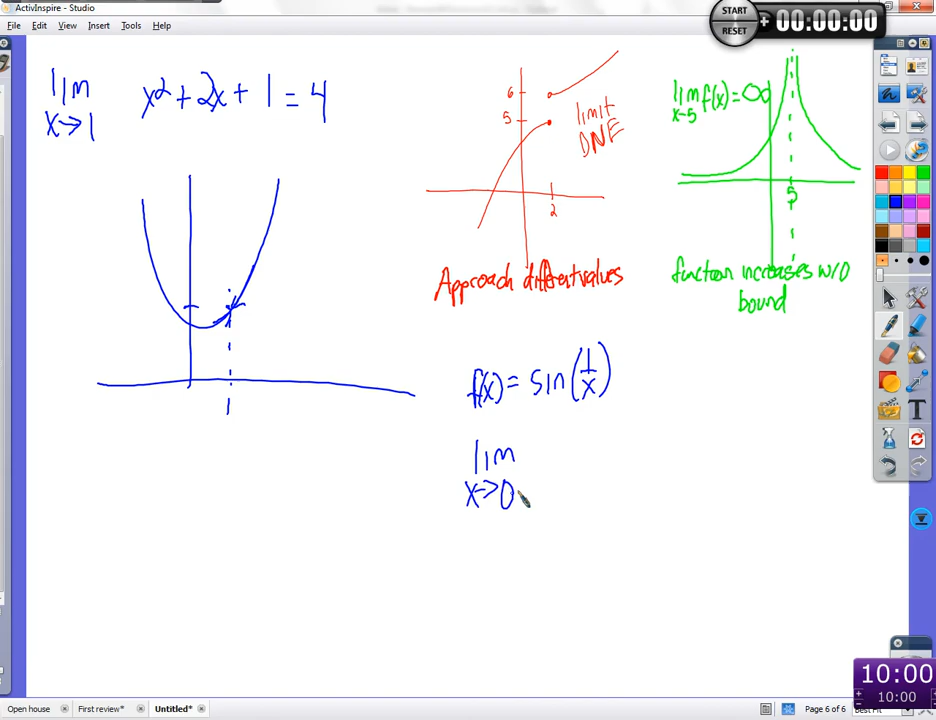 ActivInspire - Studio
File Edit View Insert Tools Help
START
RESET
+ 00:00:00
lim
x→1
x² + 2x + 1 = 4
1
6
5
2
limit
DNE
Approach different values
lim f(x) = ∞
x→5
5
function increases w/o
bound
f(x) = sin(1/x)
lim
x→0
10:00
10:00
Open house First review* Untitled*
Page 6 of 6 Best Fit